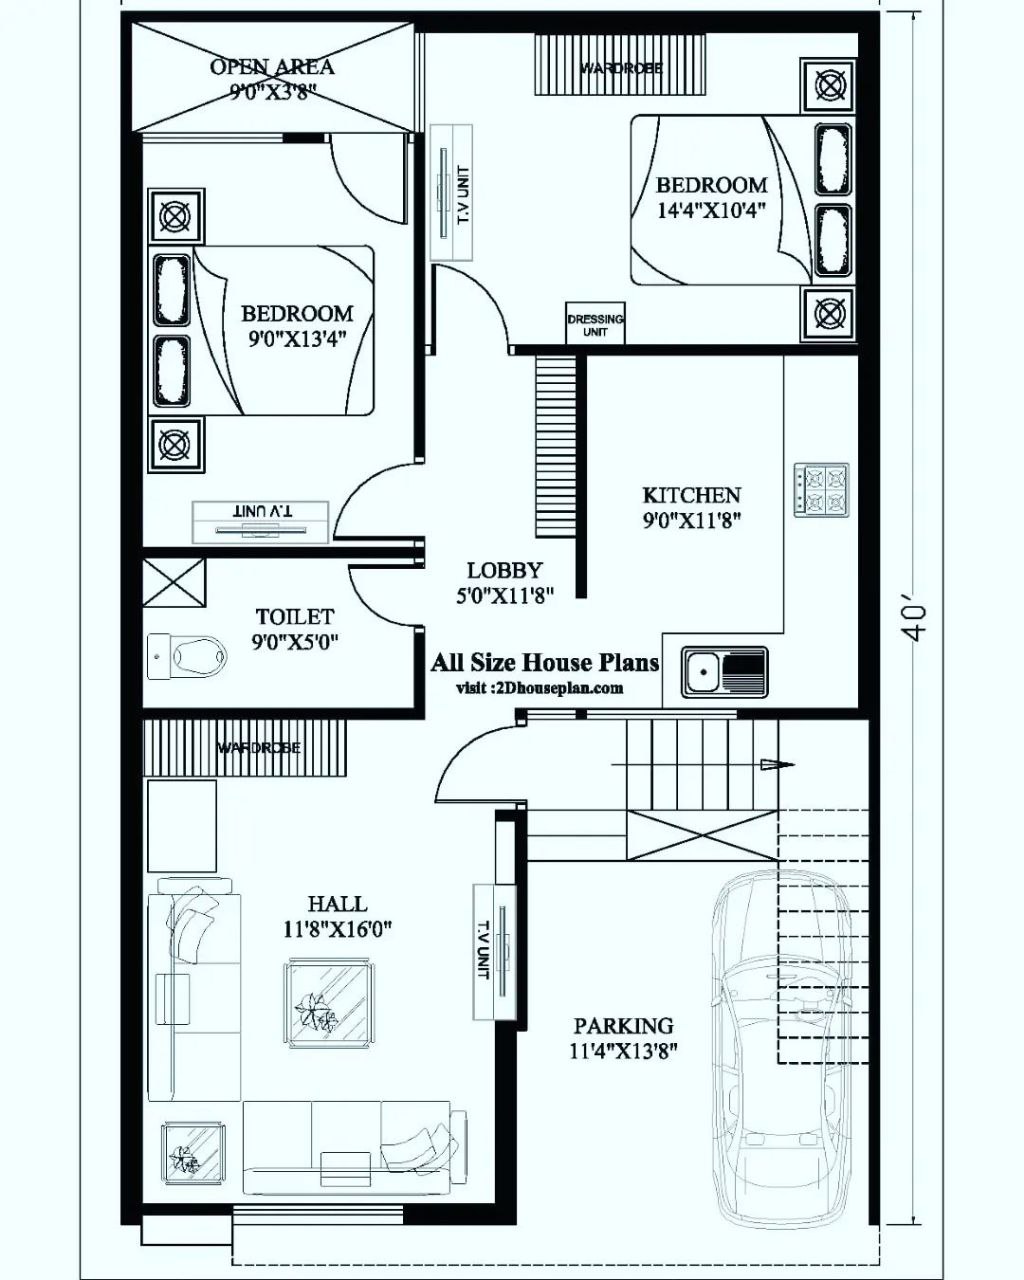 OPEN AREA
9'0"X3'8"
WARDROBE
T.V UNIT
BEDROOM
14'4"X10'4"
DRESSING
UNIT
BEDROOM
9'0"X13'4"
T.V UNIT
KITCHEN
9'0"X11'8"
LOBBY
5'0"X11'8"
TOILET
9'0"X5'0"
40'
All Size House Plans
visit :2Dhouseplan.com
WARDROBE
HALL
11'8"X16'0"
T.V UNIT
PARKING
11'4"X13'8"